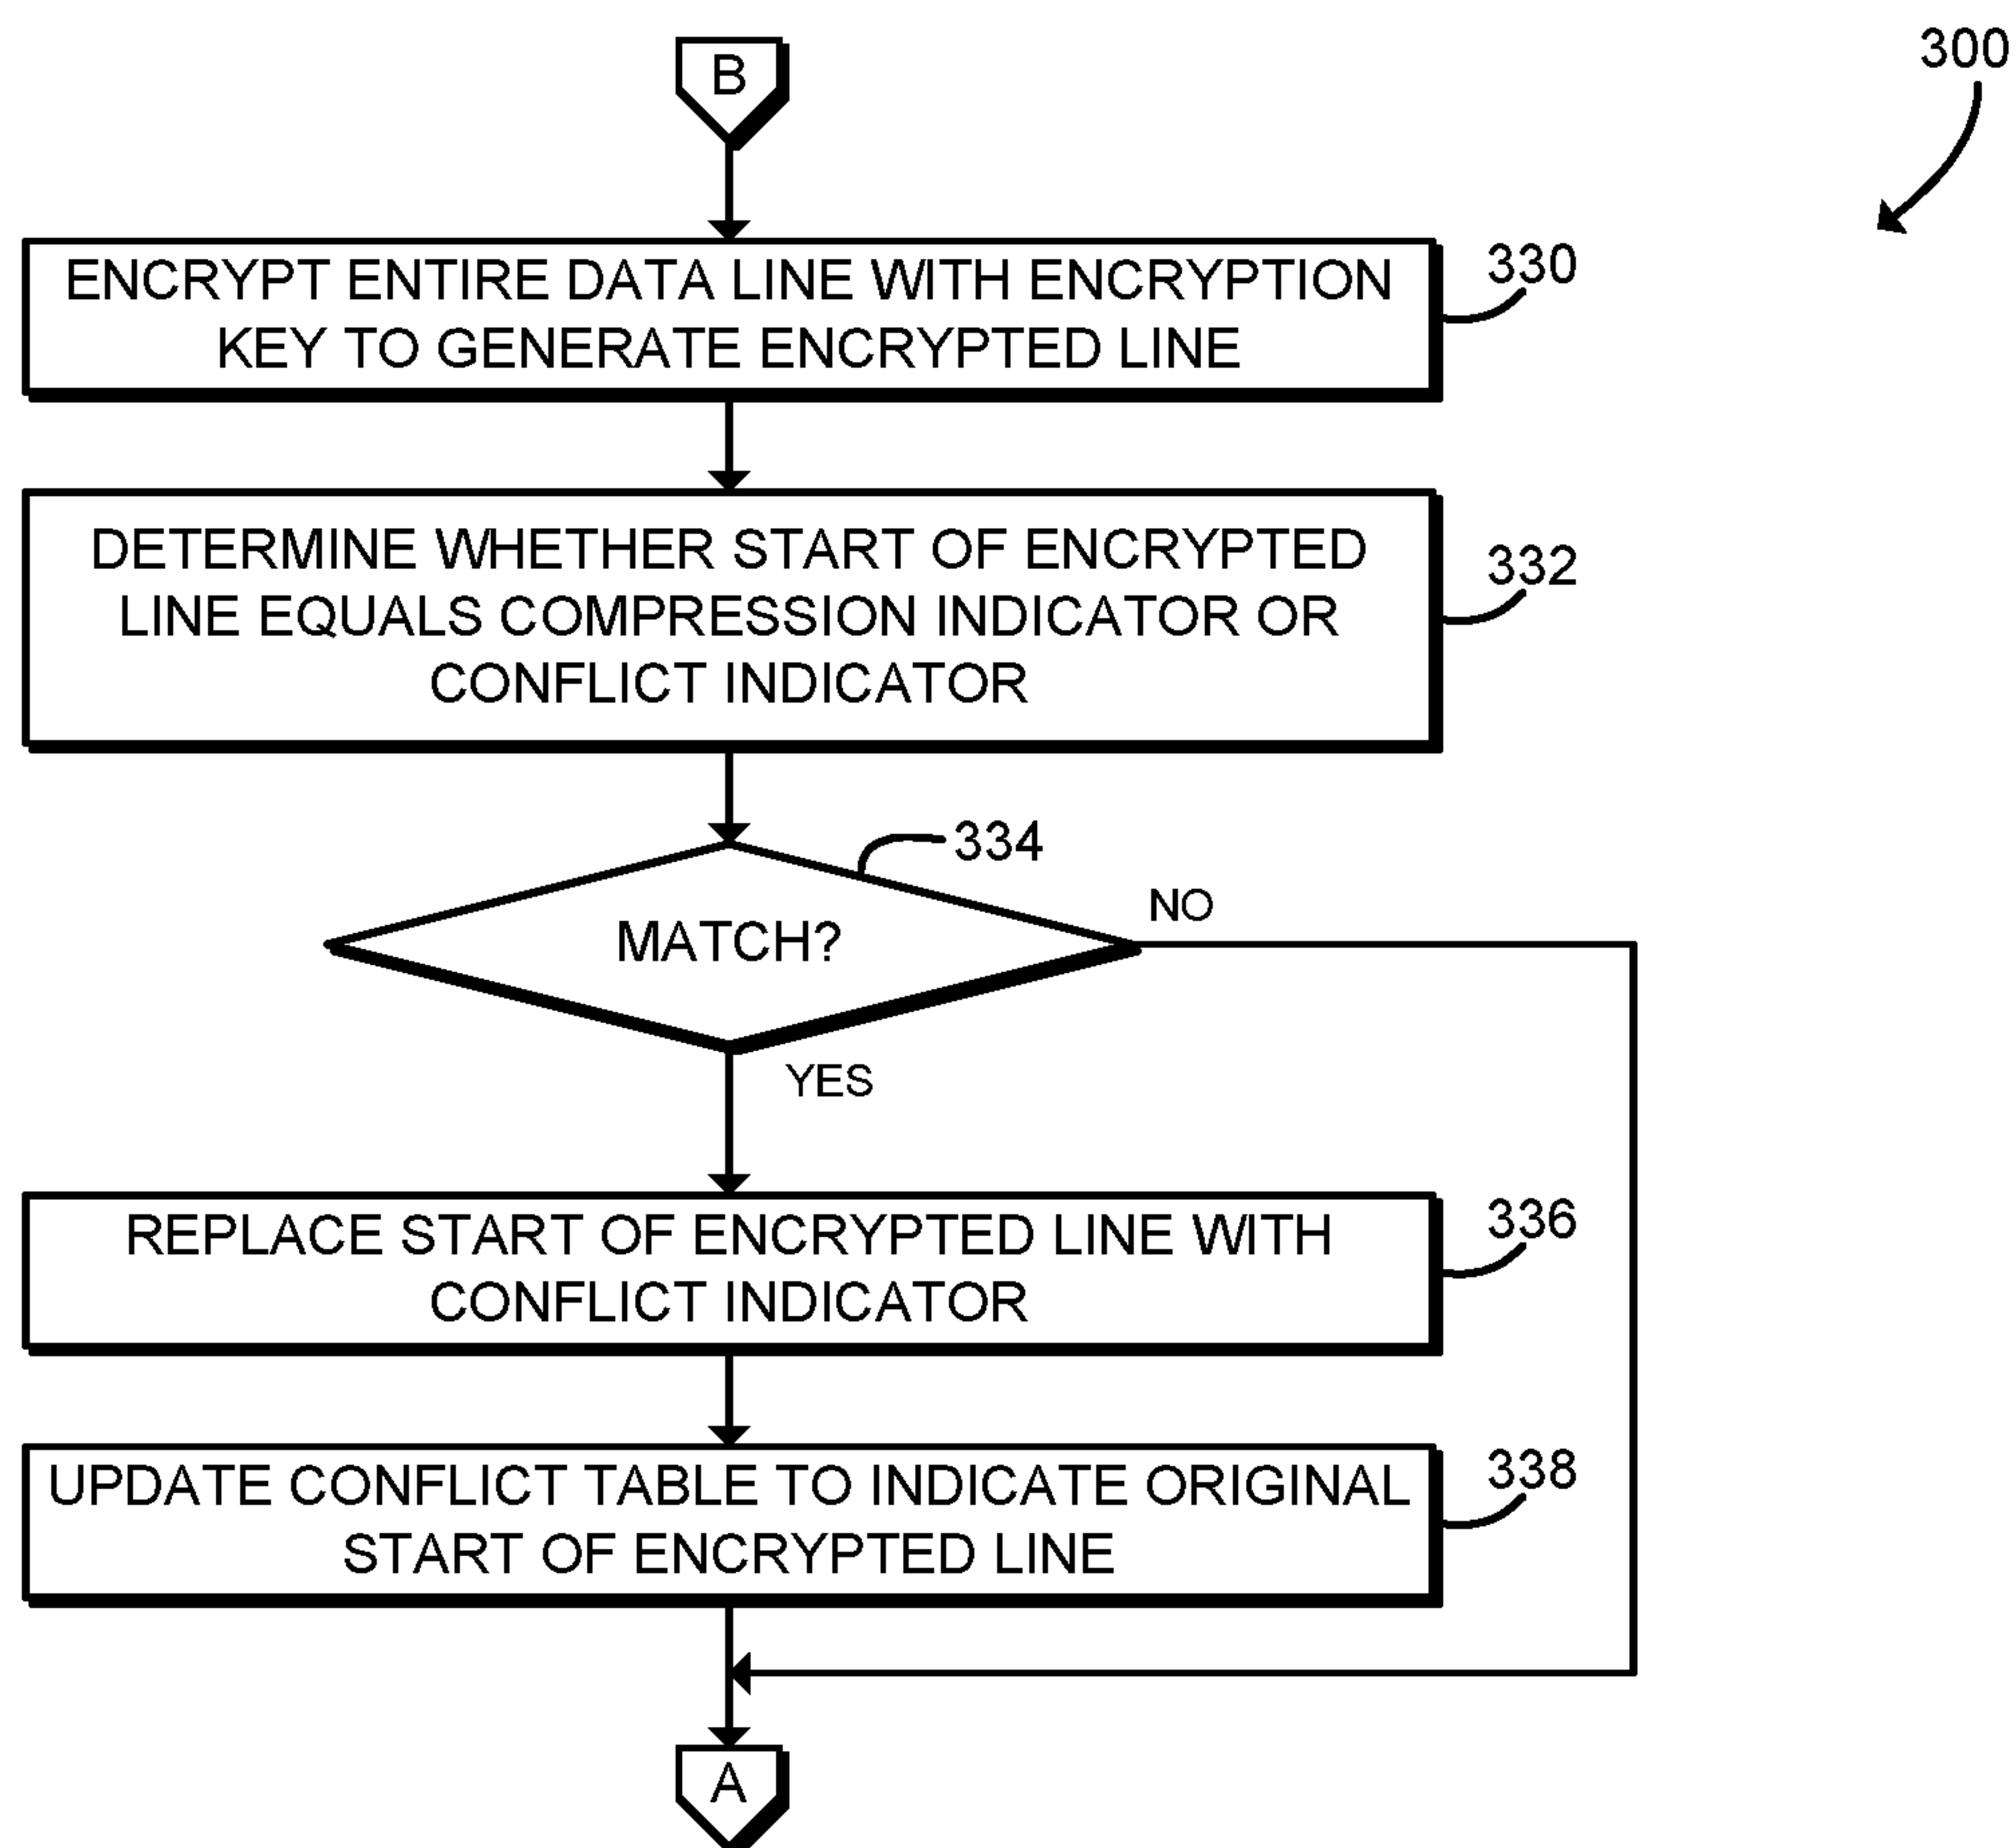 B
300
ENCRYPT ENTIRE DATA LINE WITH ENCRYPTION
KEY TO GENERATE ENCRYPTED LINE
330
DETERMINE WHETHER START OF ENCRYPTED
LINE EQUALS COMPRESSION INDICATOR OR
CONFLICT INDICATOR
332
334
MATCH?
NO
YES
REPLACE START OF ENCRYPTED LINE WITH
CONFLICT INDICATOR
336
UPDATE CONFLICT TABLE TO INDICATE ORIGINAL
START OF ENCRYPTED LINE
338
A